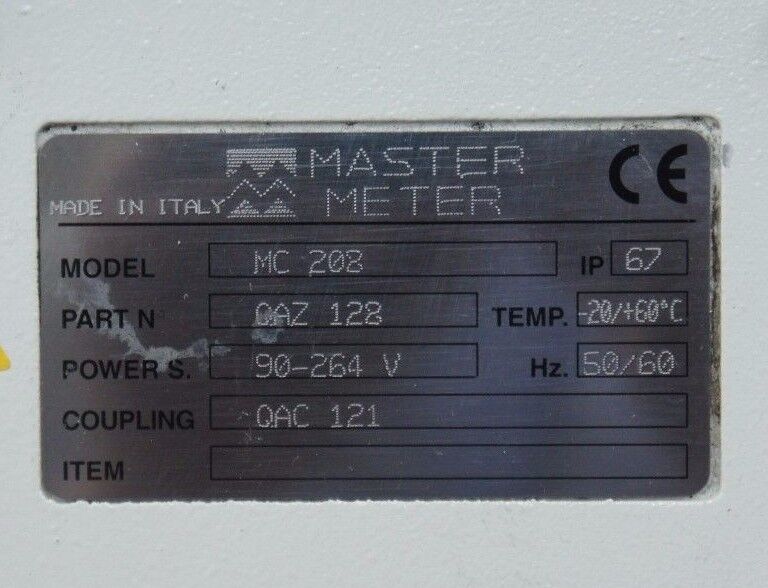 MASTER
MADE IN ITALY METER CE
MODEL MC 208 IP 67
PART N QAZ 128 TEMP. -20/+60°C
POWER S. 90-264 V Hz. 50/60
COUPLING QAC 121
ITEM